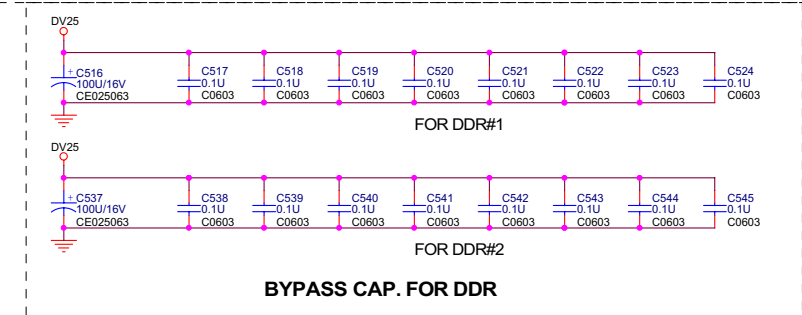 DV25
+ C516
100U/16V
CE025063
C517
0.1U
C0603
C518
0.1U
C0603
C519
0.1U
C0603
C520
0.1U
C0603
C521
0.1U
C0603
C522
0.1U
C0603
C523
0.1U
C0603
C524
0.1U
C0603
FOR DDR#1
DV25
+ C537
100U/16V
CE025063
C538
0.1U
C0603
C539
0.1U
C0603
C540
0.1U
C0603
C541
0.1U
C0603
C542
0.1U
C0603
C543
0.1U
C0603
C544
0.1U
C0603
C545
0.1U
C0603
FOR DDR#2
BYPASS CAP. FOR DDR